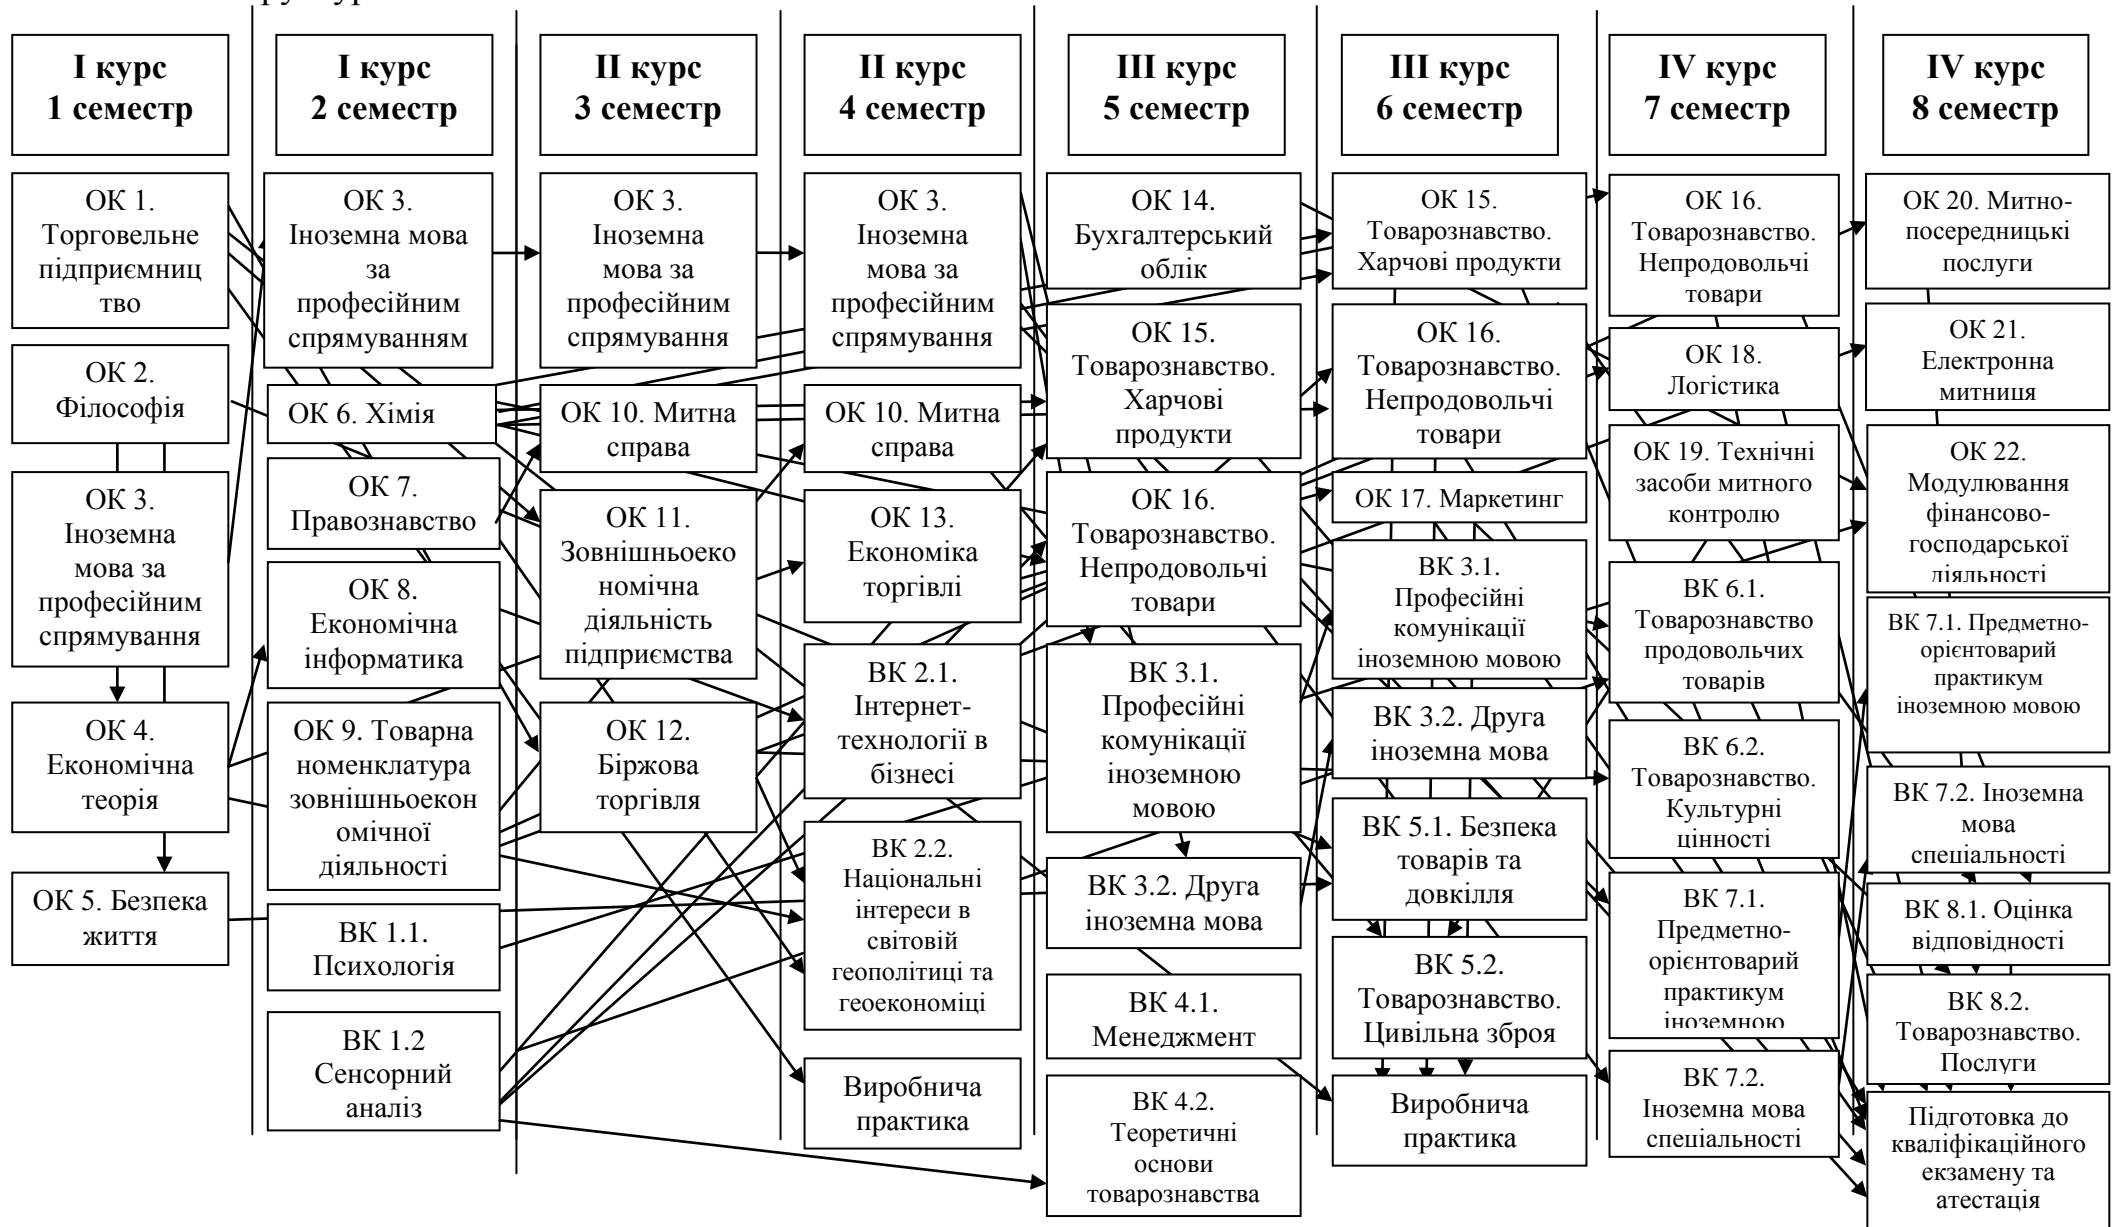 І курс
1 семестр
І курс
2 семестр
ІІ курс
3 семестр
ІІ курс
4 семестр
ІІІ курс
5 семестр
ІІІ курс
6 семестр
IV курс
7 семестр
IV курс
8 семестр
ОК 1.
Торговельне
підприємниц
тво
ОК 2.
Філософія
ОК 3.
Іноземна
мова за
професійним
спрямування
ОК 4.
Економічна
теорія
ОК 5. Безпека
життя
ОК 3.
Іноземна мова
за
професійним
спрямуванням
ОК 6. Хімія
ОК 7.
Правознавство
ОК 8.
Економічна
інформатика
ОК 9. Товарна
номенклатура
зовнішньоекон
омічної
діяльності
ВК 1.1.
Психологія
ВК 1.2
Сенсорний
аналіз
ОК 3.
Іноземна
мова за
професійним
спрямування
ОК 10. Митна
справа
ОК 11.
Зовнішньоеко
номічна
діяльність
підприємства
ОК 12.
Біржова
торгівля
ОК 3.
Іноземна
мова за
професійним
спрямування
ОК 10. Митна
справа
ОК 13.
Економіка
торгівлі
ВК 2.1.
Інтернет-
технології в
бізнесі
ВК 2.2.
Національні
інтереси в
світовій
геополітиці та
геоекономіці
Виробнича
практика
ОК 14.
Бухгалтерський
облік
ОК 15.
Товарознавство.
Харчові
продукти
ОК 16.
Товарознавство.
Непродовольчі
товари
ВК 3.1.
Професійні
комунікації
іноземною
мовою
ВК 3.2. Друга
іноземна мова
ВК 4.1.
Менеджмент
ВК 4.2.
Теоретичні
основи
товарознавства
ОК 15.
Товарознавство.
Харчові продукти
ОК 16.
Товарознавство.
Непродовольчі
товари
ОК 17. Маркетинг
ВК 3.1.
Професійні
комунікації
іноземною мовою
ВК 3.2. Друга
іноземна мова
ВК 5.1. Безпека
товарів та
довкілля
ВК 5.2.
Товарознавство.
Цивільна зброя
Виробнича
практика
ОК 16.
Товарознавство.
Непродовольчі
товари
ОК 18.
Логістика
ОК 19. Технічні
засоби митного
контролю
ВК 6.1.
Товарознавство
продовольчих
товарів
ВК 6.2.
Товарознавство.
Культурні
цінності
ВК 7.1.
Предметно-
орієнтоварий
практикум
іноземною
ВК 7.2.
Іноземна мова
спеціальності
ОК 20. Митно-
посередницькі
послуги
ОК 21.
Електронна
митниця
ОК 22.
Модулювання
фінансово-
господарської
діяльності
ВК 7.1. Предметно-
орієнтоварий
практикум
іноземною мовою
ВК 7.2. Іноземна
мова
спеціальності
ВК 8.1. Оцінка
відповідності
ВК 8.2.
Товарознавство.
Послуги
Підготовка до
кваліфікаційного
екзамену та
атестація